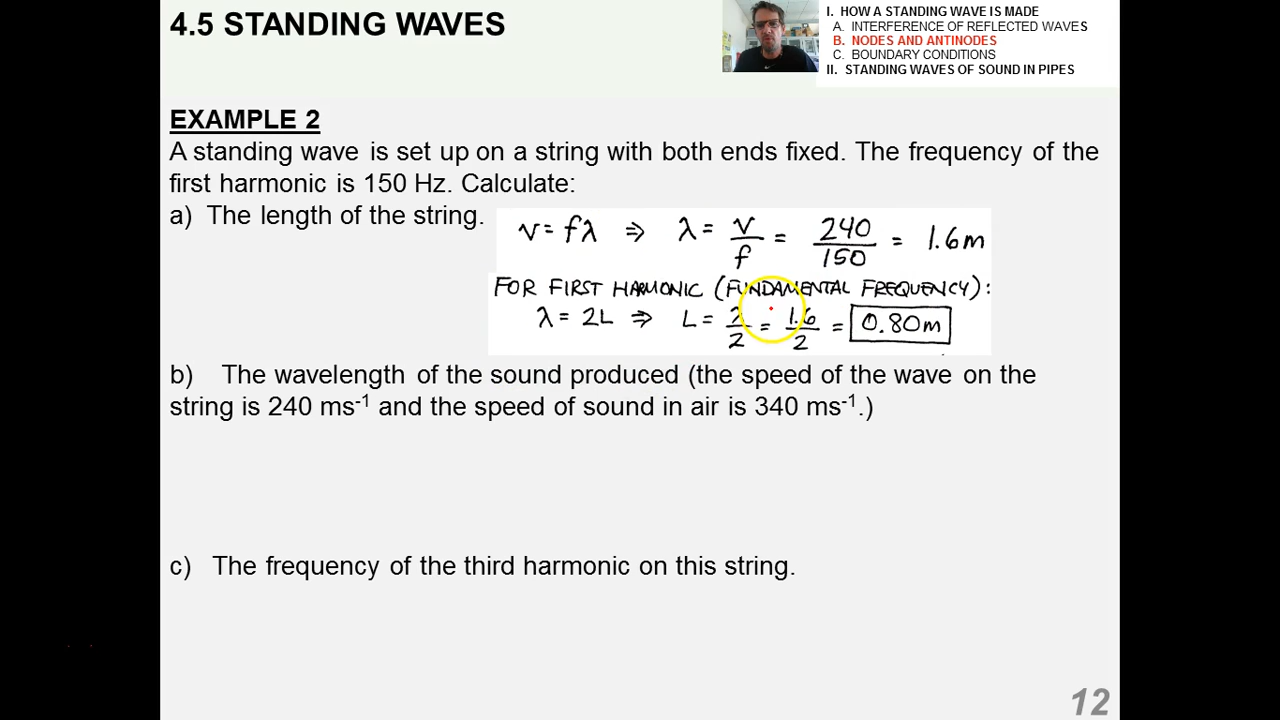 4.5 STANDING WAVES
I. HOW A STANDING WAVE IS MADE
A. INTERFERENCE OF REFLECTED WAVES
B. NODES AND ANTINODES
C. BOUNDARY CONDITIONS
II. STANDING WAVES OF SOUND IN PIPES
EXAMPLE 2
A standing wave is set up on a string with both ends fixed. The frequency of the
first harmonic is 150 Hz. Calculate:
a) The length of the string.
v = fλ ⇒ λ = v/f = 240/150 = 1.6m
FOR FIRST HARMONIC (FUNDAMENTAL FREQUENCY):
λ = 2L ⇒ L = λ/2 = 1.6/2 = 0.80m
b) The wavelength of the sound produced (the speed of the wave on the
string is 240 ms⁻¹ and the speed of sound in air is 340 ms⁻¹.)
c) The frequency of the third harmonic on this string.
12